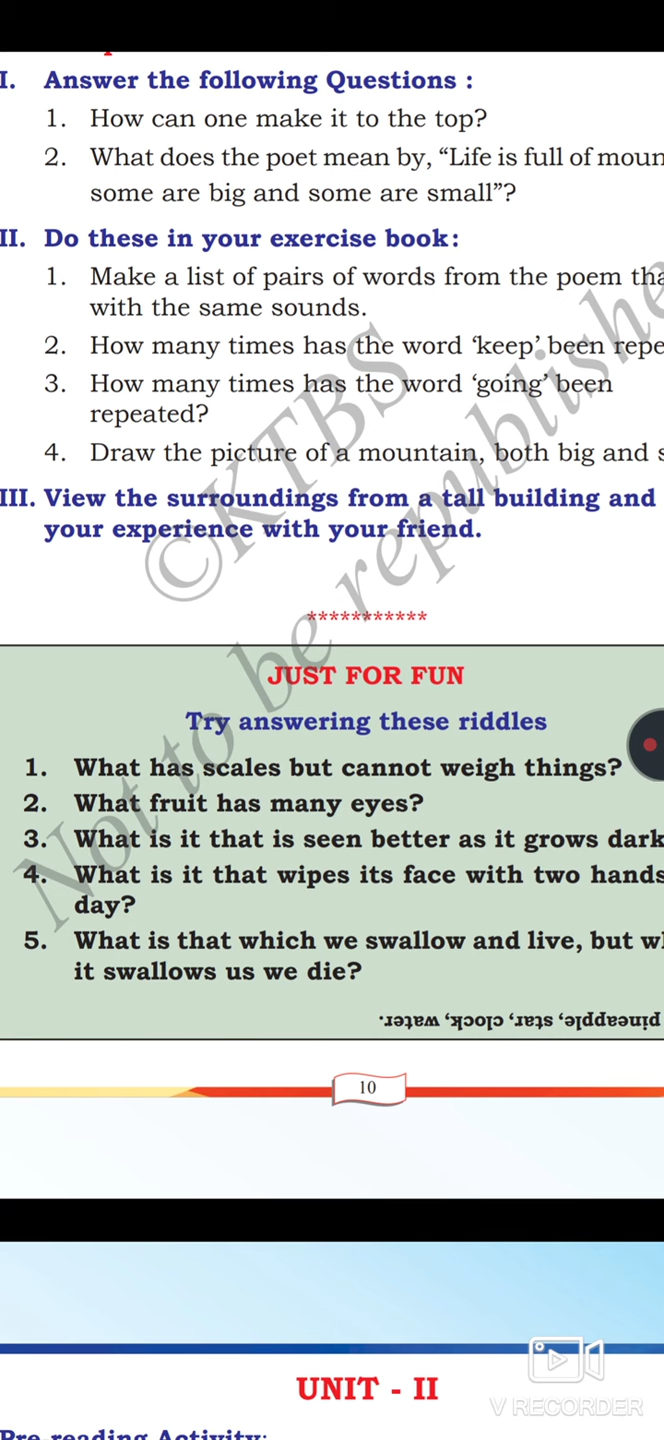 I. Answer the following Questions :
1. How can one make it to the top?
2. What does the poet mean by, “Life is full of
some are big and some are small”?
II. Do these in your exercise book:
1. Make a list of pairs of words from the poem
with the same sounds.
2. How many times has the word ‘keep’ been
3. How many times has the word ‘going’ been
repeated?
4. Draw the picture of a mountain, both big and
III. View the surroundings from a tall building and
your experience with your friend.
***********
©KTBS
Not to be republishe
JUST FOR FUN
Try answering these riddles
1. What has scales but cannot weigh things?
2. What fruit has many eyes?
3. What is it that is seen better as it grows dark
4. What is it that wipes its face with two hands
day?
5. What is that which we swallow and live, but
it swallows us we die?
pineapple, star, clock, water.
10
UNIT - II
V RECORDER
Pre-reading Activity: